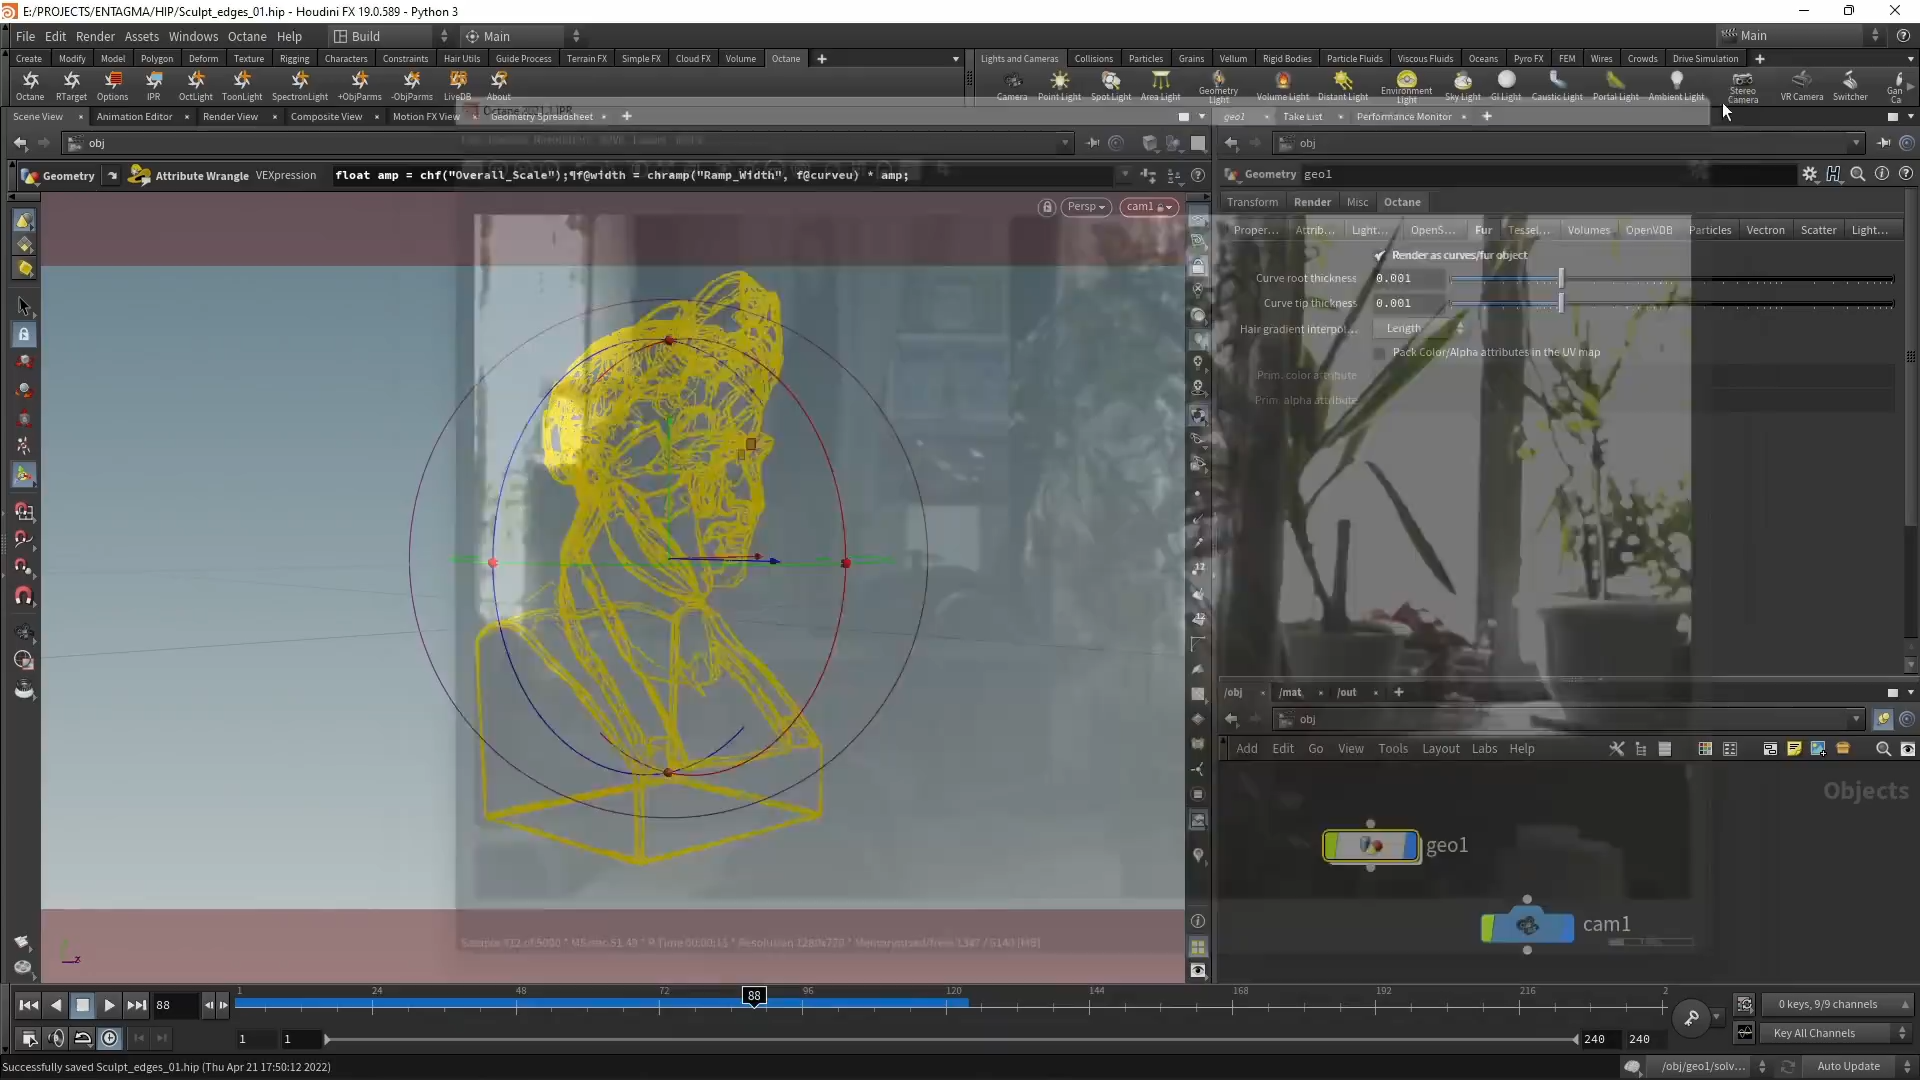 E:/PROJECTS/ENTAGMA/HIP/Sculpt_edges_01.hip - Houdini FX 19.0.589 - Python 3
File Edit Render Assets Windows Octane Help Build Main Main
Create Modify Model Polygon Deform Texture Rigging Characters Constraints Hair Utils Guide Process Terrain FX Simple FX Cloud FX Volume Octane
Lights and Cameras Collisions Particles Grains Vellum Rigid Bodies Particle Fluids Viscous Fluids Oceans Pyro FX FEM Wires Crowds Drive Simulation
Octane RTarget Options IPR OctLight ToonLight SpectronLight +ObjParms -ObjParms LiveDB About
Camera Point Light Spot Light Area Light Geometry Light Volume Light Distant Light Environment Light Sky Light GI Light Caustic Light Portal Light Ambient Light Stereo Camera VR Camera Switcher Gan Ca
Scene View Animation Editor Render View Composite View Motion FX View Geometry Spreadsheet
geo1 Take List Performance Monitor
obj
obj
Geometry Attribute Wrangle VEXpression float amp = chf("Overall_Scale");¶f@width = chramp("Ramp_Width", f@curveu) * amp;
Geometry geo1
Persp cam1
Transform Render Misc Octane
Proper... Attrib... Light... OpenS... Fur Tessel... Volumes OpenVDB Particles Vectron Scatter Light...
Render as curves/fur object
Curve root thickness 0.001
Curve tip thickness 0.001
Hair gradient interpol... Length
Pack Color/Alpha attributes in the UV map
Prim. color attribute
Prim. alpha attribute
/obj /mat /out
obj
Add Edit Go View Tools Layout Labs Help
Objects
geo1
cam1
z
88
1 24 48 72 88 96 120 144 168 192 216 2
0 keys, 9/9 channels
1 1 240 240
Key All Channels
Successfully saved Sculpt_edges_01.hip (Thu Apr 21 17:50:12 2022)
/obj/geo1/solv... Auto Update